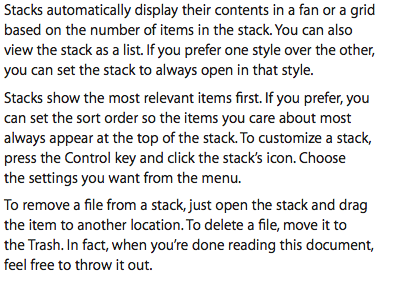 Stacks automatically display their contents in a fan or a grid
based on the number of items in the stack. You can also
view the stack as a list. If you prefer one style over the other,
you can set the stack to always open in that style.
Stacks show the most relevant items first. If you prefer, you
can set the sort order so the items you care about most
always appear at the top of the stack. To customize a stack,
press the Control key and click the stack’s icon. Choose
the settings you want from the menu.
To remove a file from a stack, just open the stack and drag
the item to another location. To delete a file, move it to
the Trash. In fact, when you’re done reading this document,
feel free to throw it out.